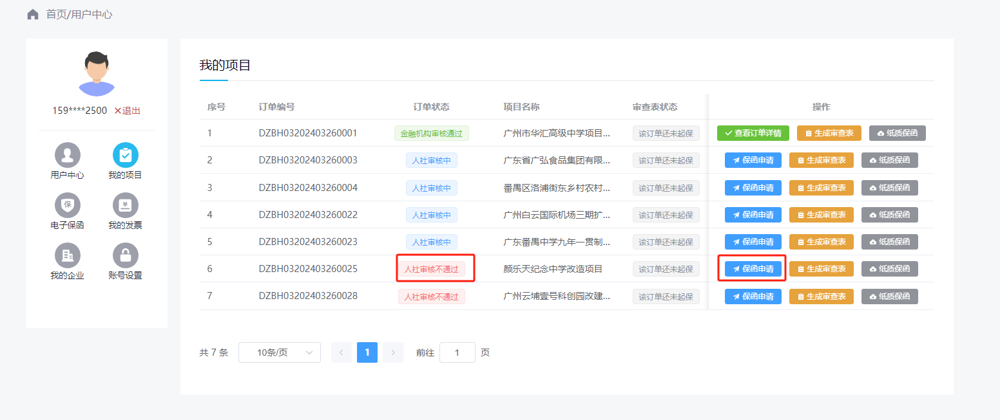 首页/用户中心
159****2500 ✕退出
用户中心 我的项目
保
电子保函 我的发票
我的企业 账号设置
我的项目
序号 订单编号 订单状态 项目名称 审查表状态 操作
1 DZBH03202403260001 金融机构审核通过 广州市华汇高级中学项目... 该订单还未起保 查看订单详情 生成审查表 纸质保函
2 DZBH03202403260003 人社审核中 广东省广弘食品集团有限... 该订单还未起保 保函申请 生成审查表 纸质保函
3 DZBH03202403260004 人社审核中 番禺区洛浦街东乡村农村... 该订单还未起保 保函申请 生成审查表 纸质保函
4 DZBH03202403260022 人社审核中 广州白云国际机场三期扩... 该订单还未起保 保函申请 生成审查表 纸质保函
5 DZBH03202403260023 人社审核中 广东番禺中学九年一贯制... 该订单还未起保 保函申请 生成审查表 纸质保函
6 DZBH03202403260025 人社审核不通过 颜乐天纪念中学改造项目 该订单还未起保 保函申请 生成审查表 纸质保函
7 DZBH03202403260028 人社审核不通过 广州云埔壹号科创园改建... 该订单还未起保 保函申请 生成审查表 纸质保函
共 7 条 10条/页 1 前往 1 页